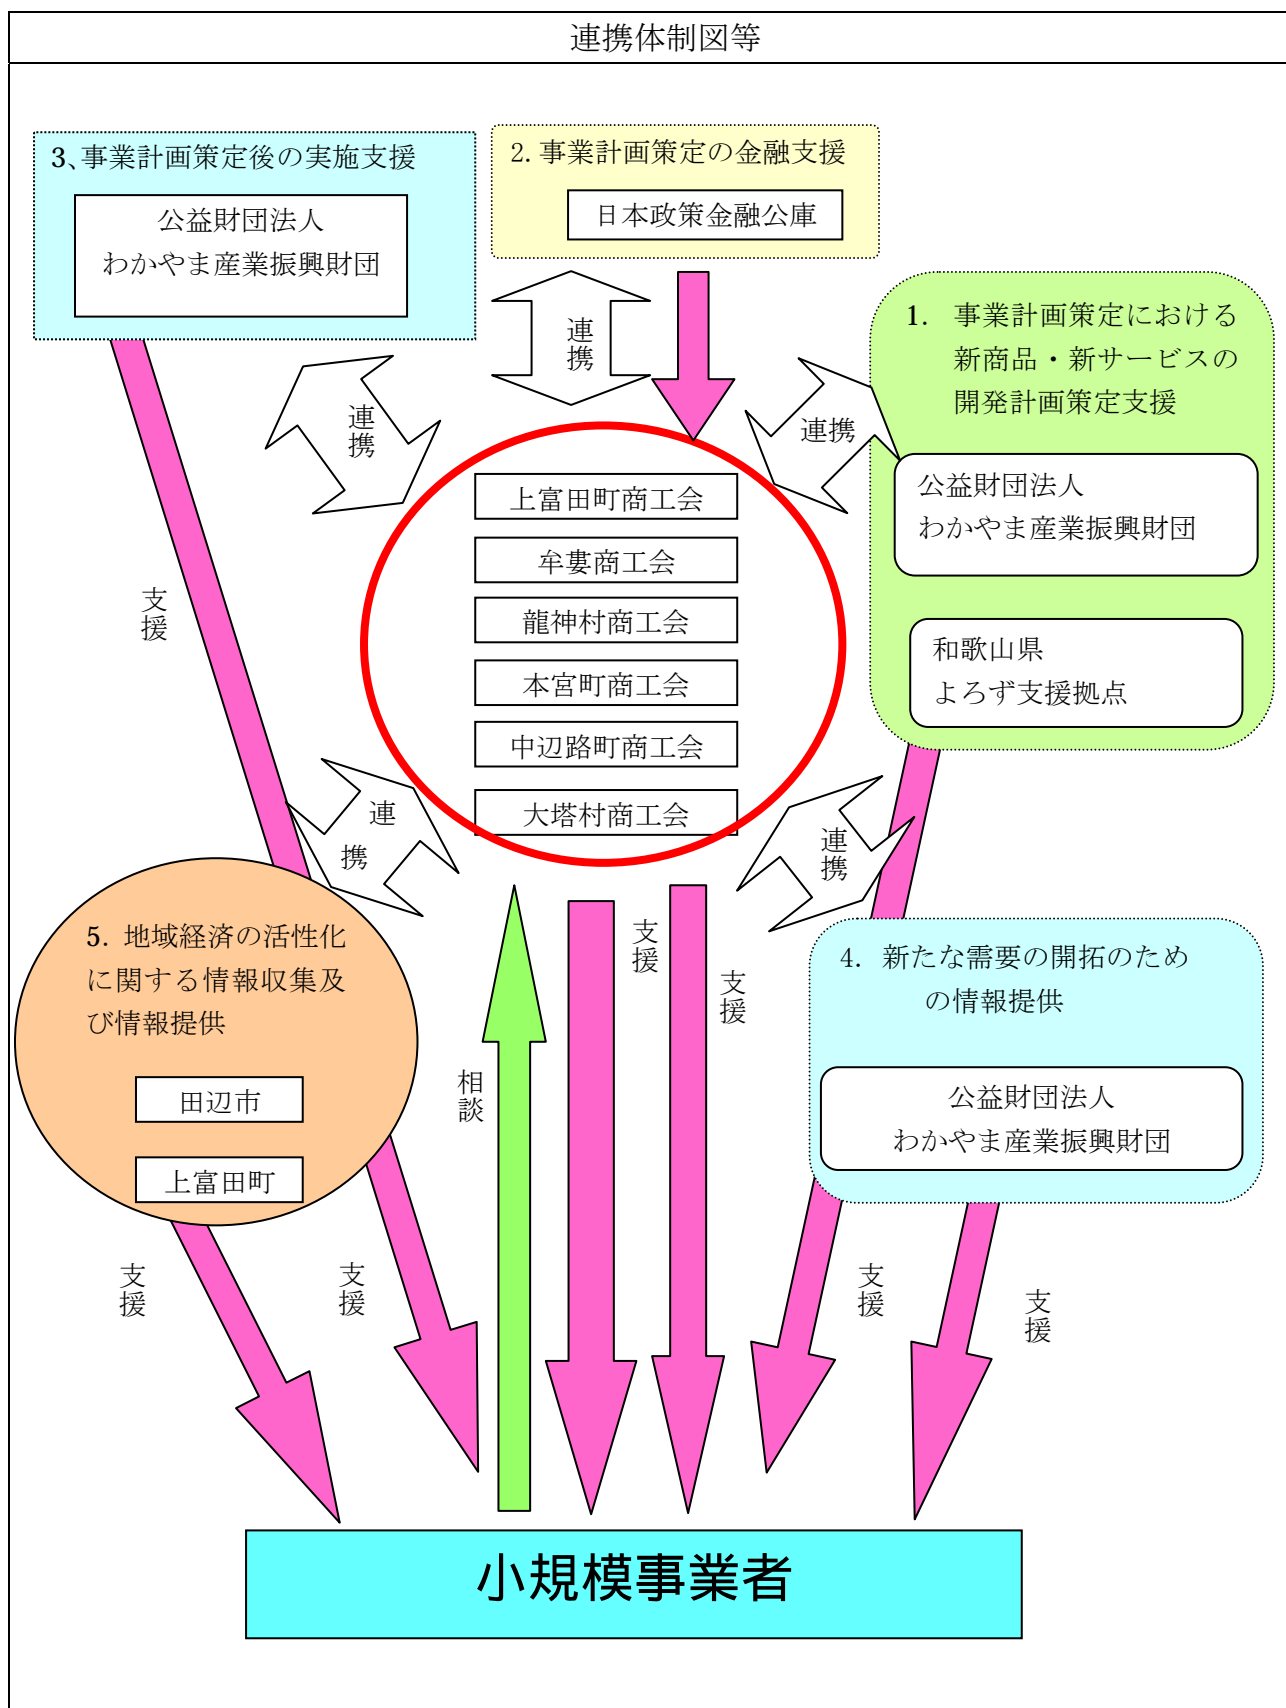 連携体制図等
3、事業計画策定後の実施支援
公益財団法人
わかやま産業振興財団
2. 事業計画策定の金融支援
日本政策金融公庫
1. 事業計画策定における
新商品・新サービスの
開発計画策定支援
公益財団法人
わかやま産業振興財団
和歌山県
よろず支援拠点
連携
連携
連携
上富田町商工会
牟婁商工会
龍神村商工会
本宮町商工会
中辺路町商工会
大塔村商工会
支援
連携
連携
5. 地域経済の活性化
に関する情報収集及
び情報提供
田辺市
上富田町
支援
支援
相談
4. 新たな需要の開拓のため
の情報提供
公益財団法人
わかやま産業振興財団
支援
支援
支援
支援
小規模事業者